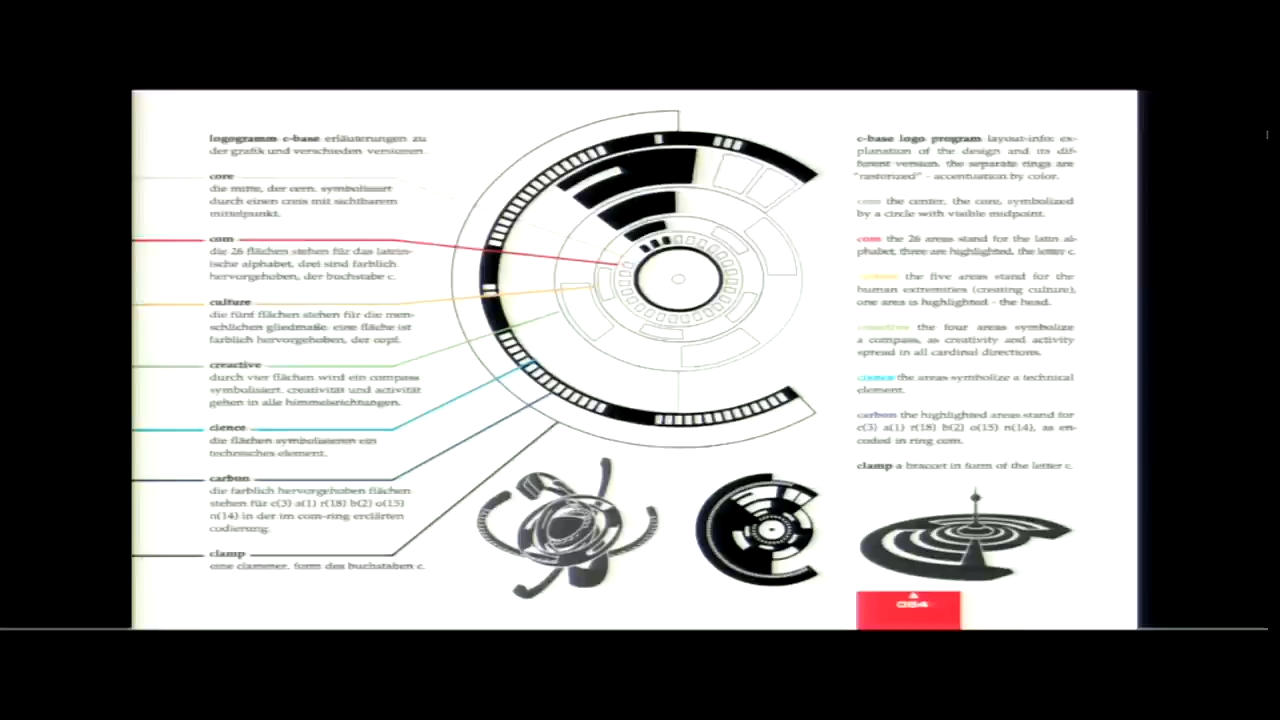 logogramm c-base erläuterungen zu
der grafik und verschieden versionen.
core
die mitte, der cern. symbolisiert
durch einen creis mit sichtbarem
mittelpunkt.
com
die 26 flächen stehen für das latein-
ische alphabet, drei sind farblich
hervorgehoben, der buchstabe c.
culture
die fünf flächen stehen für die men-
schlichen gliedmaße. eine fläche ist
farblich hervorgehoben, der copf.
creactive
durch vier flächen wird ein compass
symbolisiert. creativität und activität
gehen in alle himmelsrichtungen.
cience
die flächen symbolisieren ein
technisches element.
carbon
die farblich hervorgehoben flächen
stehen für c(3) a(1) r(18) b(2) o(15)
n(14) in der im com-ring erclärten
codierung.
clamp
eine clammer. form des buchstaben c.
c-base logo program layout-info: ex-
planation of the design and its dif-
ferent version. the separate rings are
"rastorized" - accentuation by color.
core the center, the core, symbolized
by a circle with visible midpoint.
com the 26 areas stand for the latin al-
phabet, three are highlighted, the letter c.
culture the five areas stand for the
human extremities (creating culture),
one area is highlighted - the head.
creactive the four areas symbolize
a compass, as creativity and activity
spread in all cardinal directions.
cience the areas symbolize a technical
element.
carbon the highlighted areas stand for
c(3) a(1) r(18) b(2) o(15) n(14), as en-
coded in ring com.
clamp a braccet in form of the letter c.